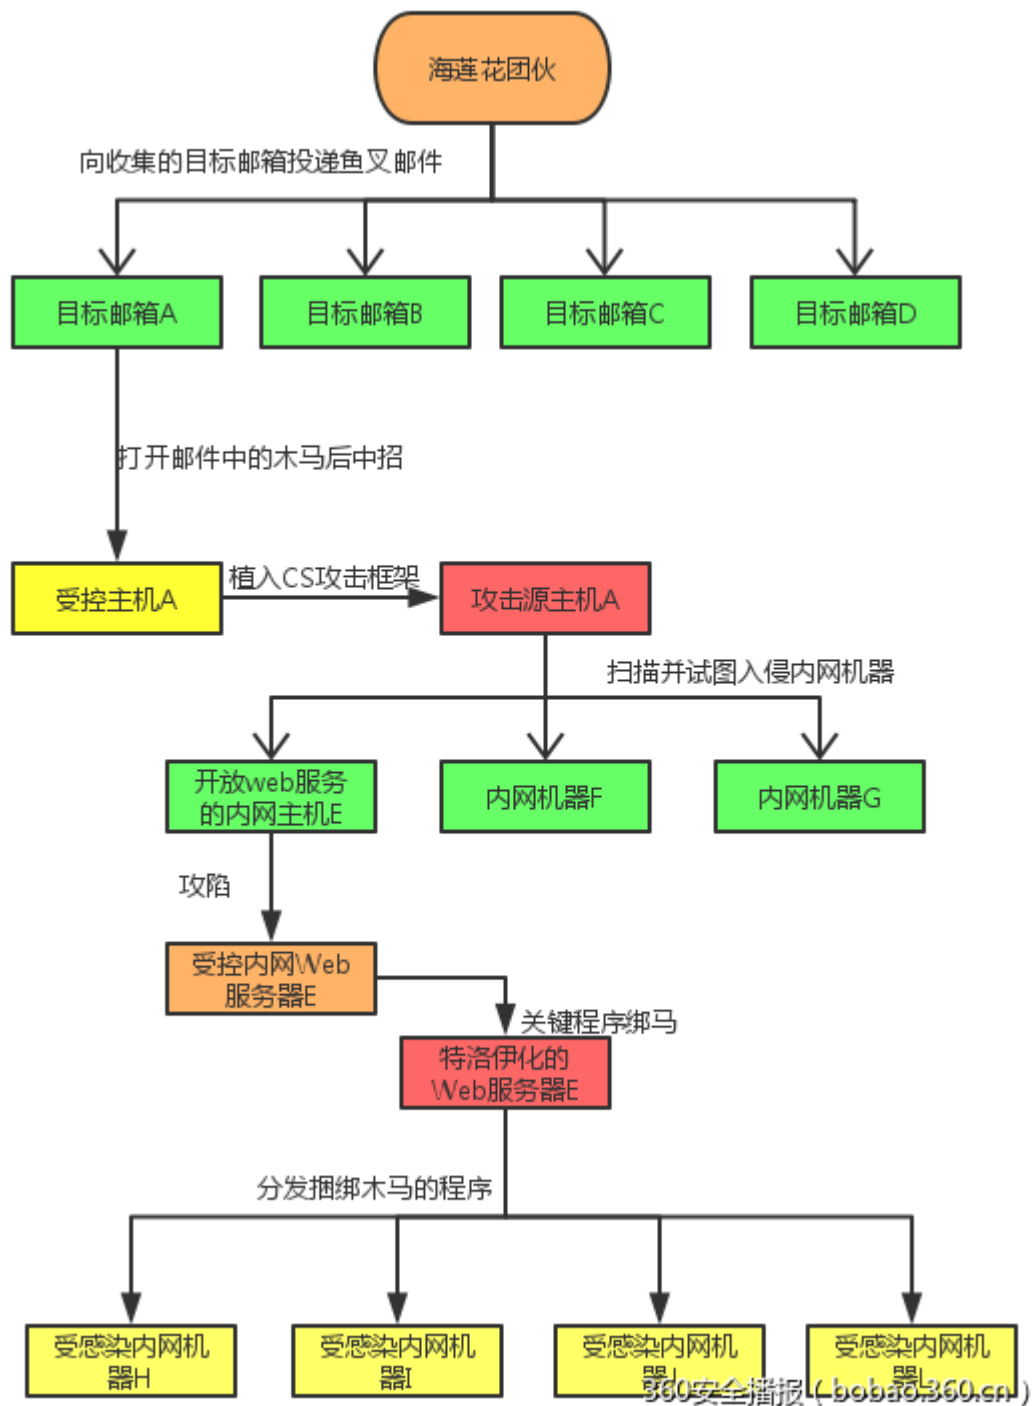 海莲花团伙
向收集的目标邮箱投递鱼叉邮件
目标邮箱A
目标邮箱B
目标邮箱C
目标邮箱D
打开邮件中的木马后中招
受控主机A
植入CS攻击框架
攻击源主机A
扫描并试图入侵内网机器
开放web服务
的内网主机E
内网机器F
内网机器G
攻陷
受控内网Web
服务器E
关键程序绑马
特洛伊化的
Web服务器E
分发捆绑木马的程序
受感染内网机
器H
受感染内网机
器I
受感染内网机
器J
受感染内网机
器L
360安全播报（bobao.360.cn）